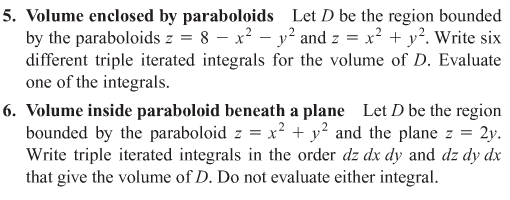 5. Volume enclosed by paraboloids Let D be the region bounded
by the paraboloids z = 8 − x² − y² and z = x² + y². Write six
different triple iterated integrals for the volume of D. Evaluate
one of the integrals.
6. Volume inside paraboloid beneath a plane Let D be the region
bounded by the paraboloid z = x² + y² and the plane z = 2y.
Write triple iterated integrals in the order dz dx dy and dz dy dx
that give the volume of D. Do not evaluate either integral.